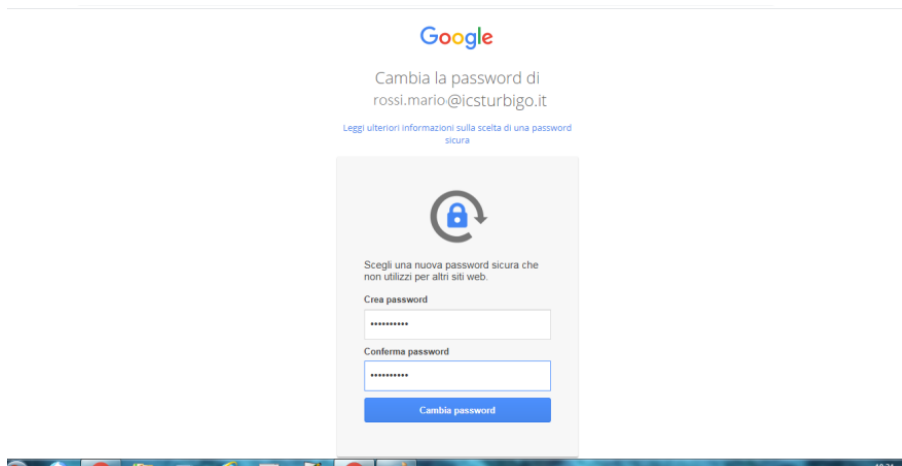 Google
Cambia la password di
rossi.mario@icsturbigo.it
Leggi ulteriori informazioni sulla scelta di una password
sicura
Scegli una nuova password sicura che
non utilizzi per altri siti web.
Crea password
••••••••••
Conferma password
••••••••••
Cambia password